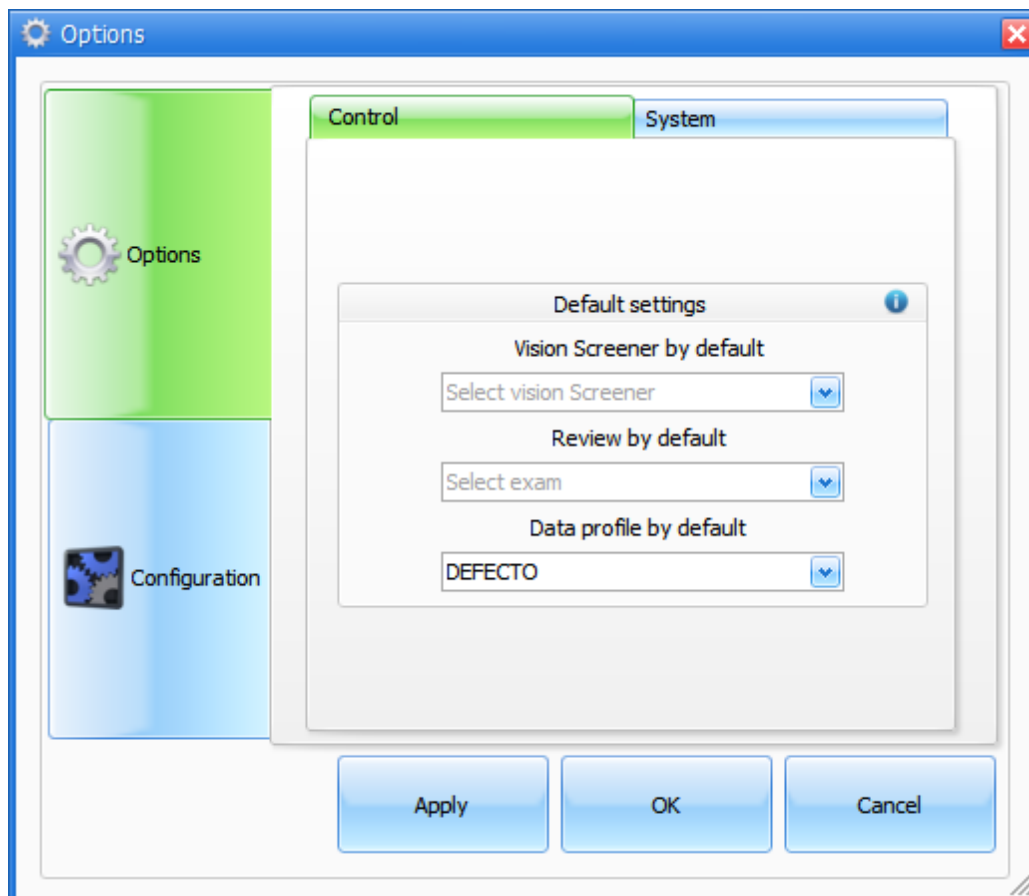 Options
Control
System
Options
Default settings
Vision Screener by default
Select vision Screener
Review by default
Select exam
Data profile by default
DEFECTO
Configuration
Apply
OK
Cancel